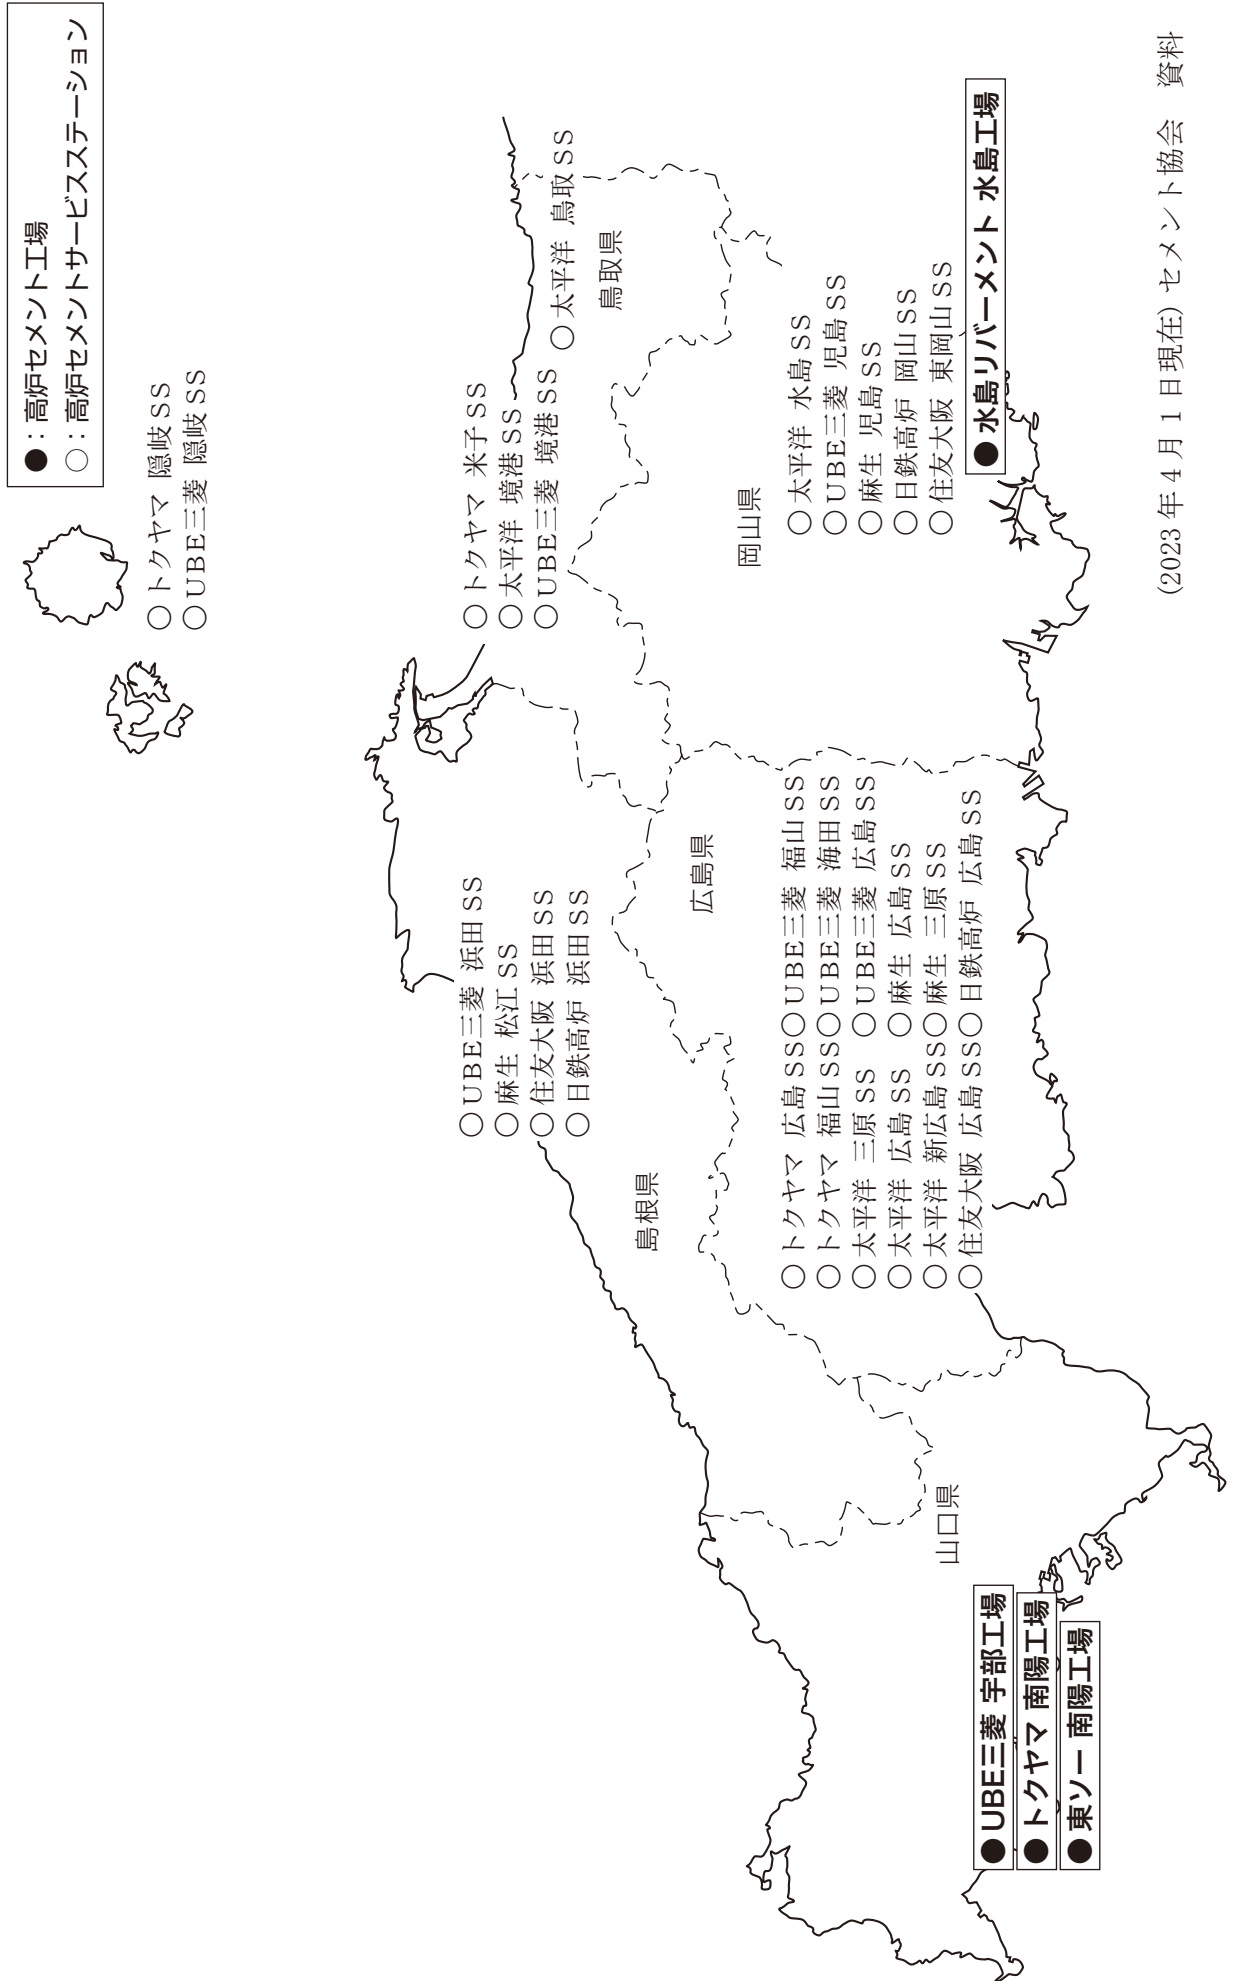 ●：高炉セメント工場
○：高炉セメントサービスステーション
○トクヤマ 隠岐SS
○UBE三菱 隠岐SS
○トクヤマ 米子SS
○太平洋 境港SS
○UBE三菱 境港SS
○太平洋 鳥取SS
鳥取県
○UBE三菱 浜田SS
○麻生 松江SS
○住友大阪 浜田SS
○日鉄高炉 浜田SS
島根県
岡山県
○太平洋 水島SS
○UBE三菱 児島SS
○麻生 児島SS
○日鉄高炉 岡山SS
○住友大阪 東岡山SS
●水島リバーメント 水島工場
広島県
○トクヤマ 広島SS○UBE三菱 福山SS
○トクヤマ 福山SS○UBE三菱 海田SS
○太平洋 三原SS ○UBE三菱 広島SS
○太平洋 広島SS ○麻生 広島SS
○太平洋 新広島SS○麻生 三原SS
○住友大阪 広島SS○日鉄高炉 広島SS
山口県
●UBE三菱 宇部工場
●トクヤマ 南陽工場
●東ソー 南陽工場
(2023年4月1日現在) セメント協会 資料